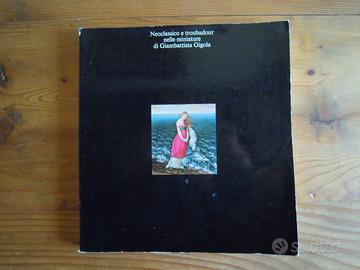 Neoclassico e troubadour
nelle miniature
di Giambattista Gigola
subito